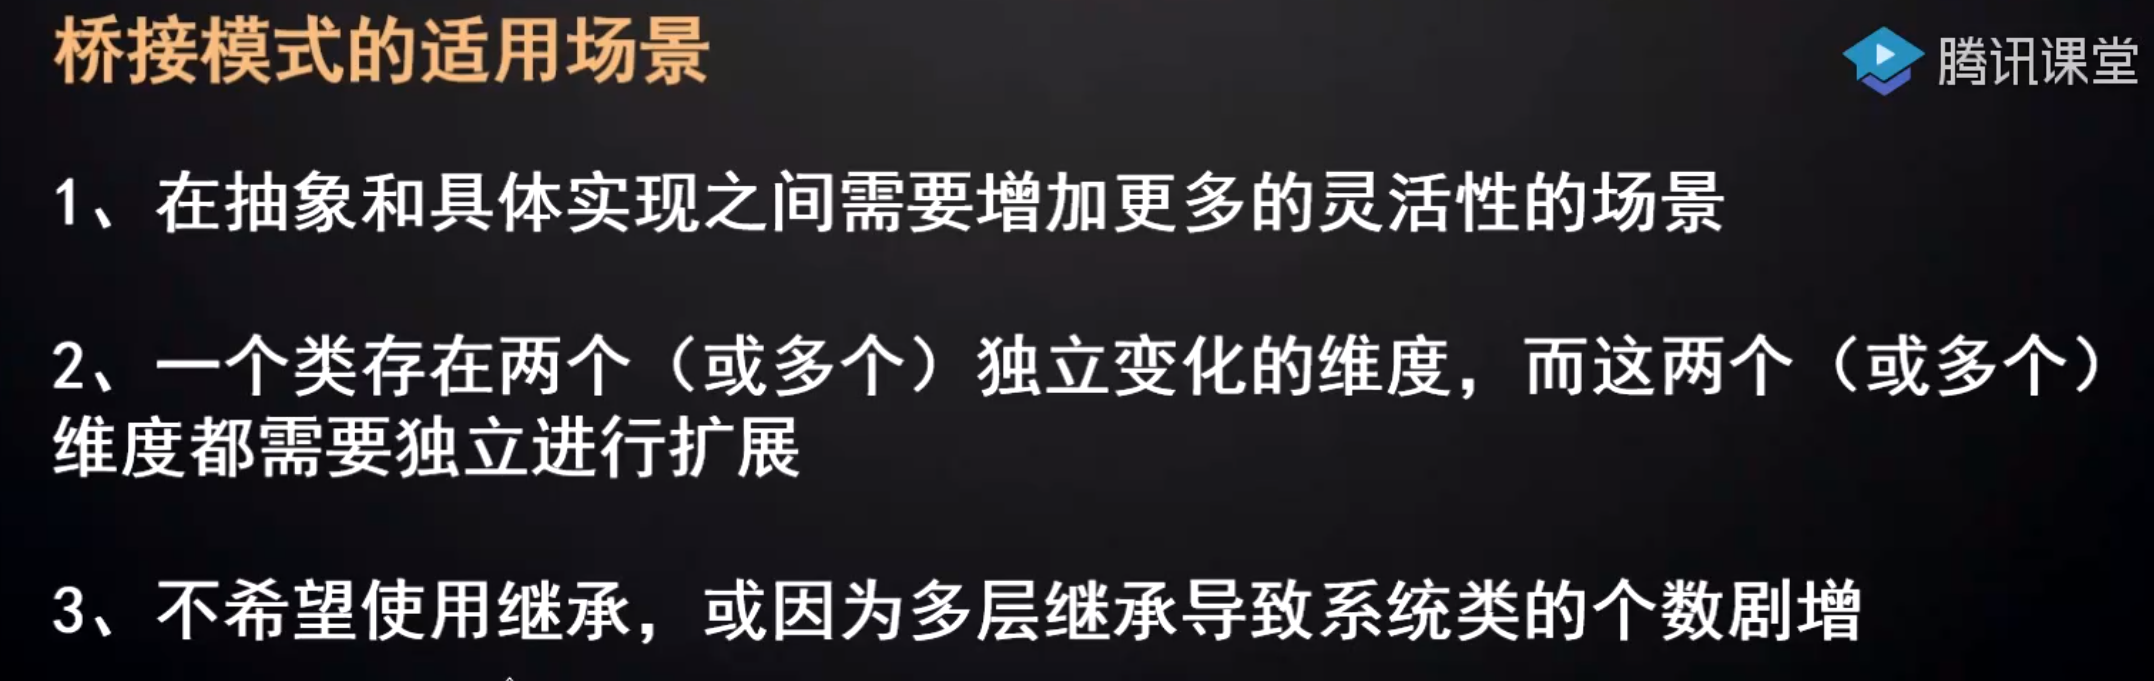 桥接模式的适用场景
腾讯课堂
1、在抽象和具体实现之间需要增加更多的灵活性的场景
2、一个类存在两个（或多个）独立变化的维度，而这两个（或多个）
维度都需要独立进行扩展
3、不希望使用继承，或因为多层继承导致系统类的个数剧增